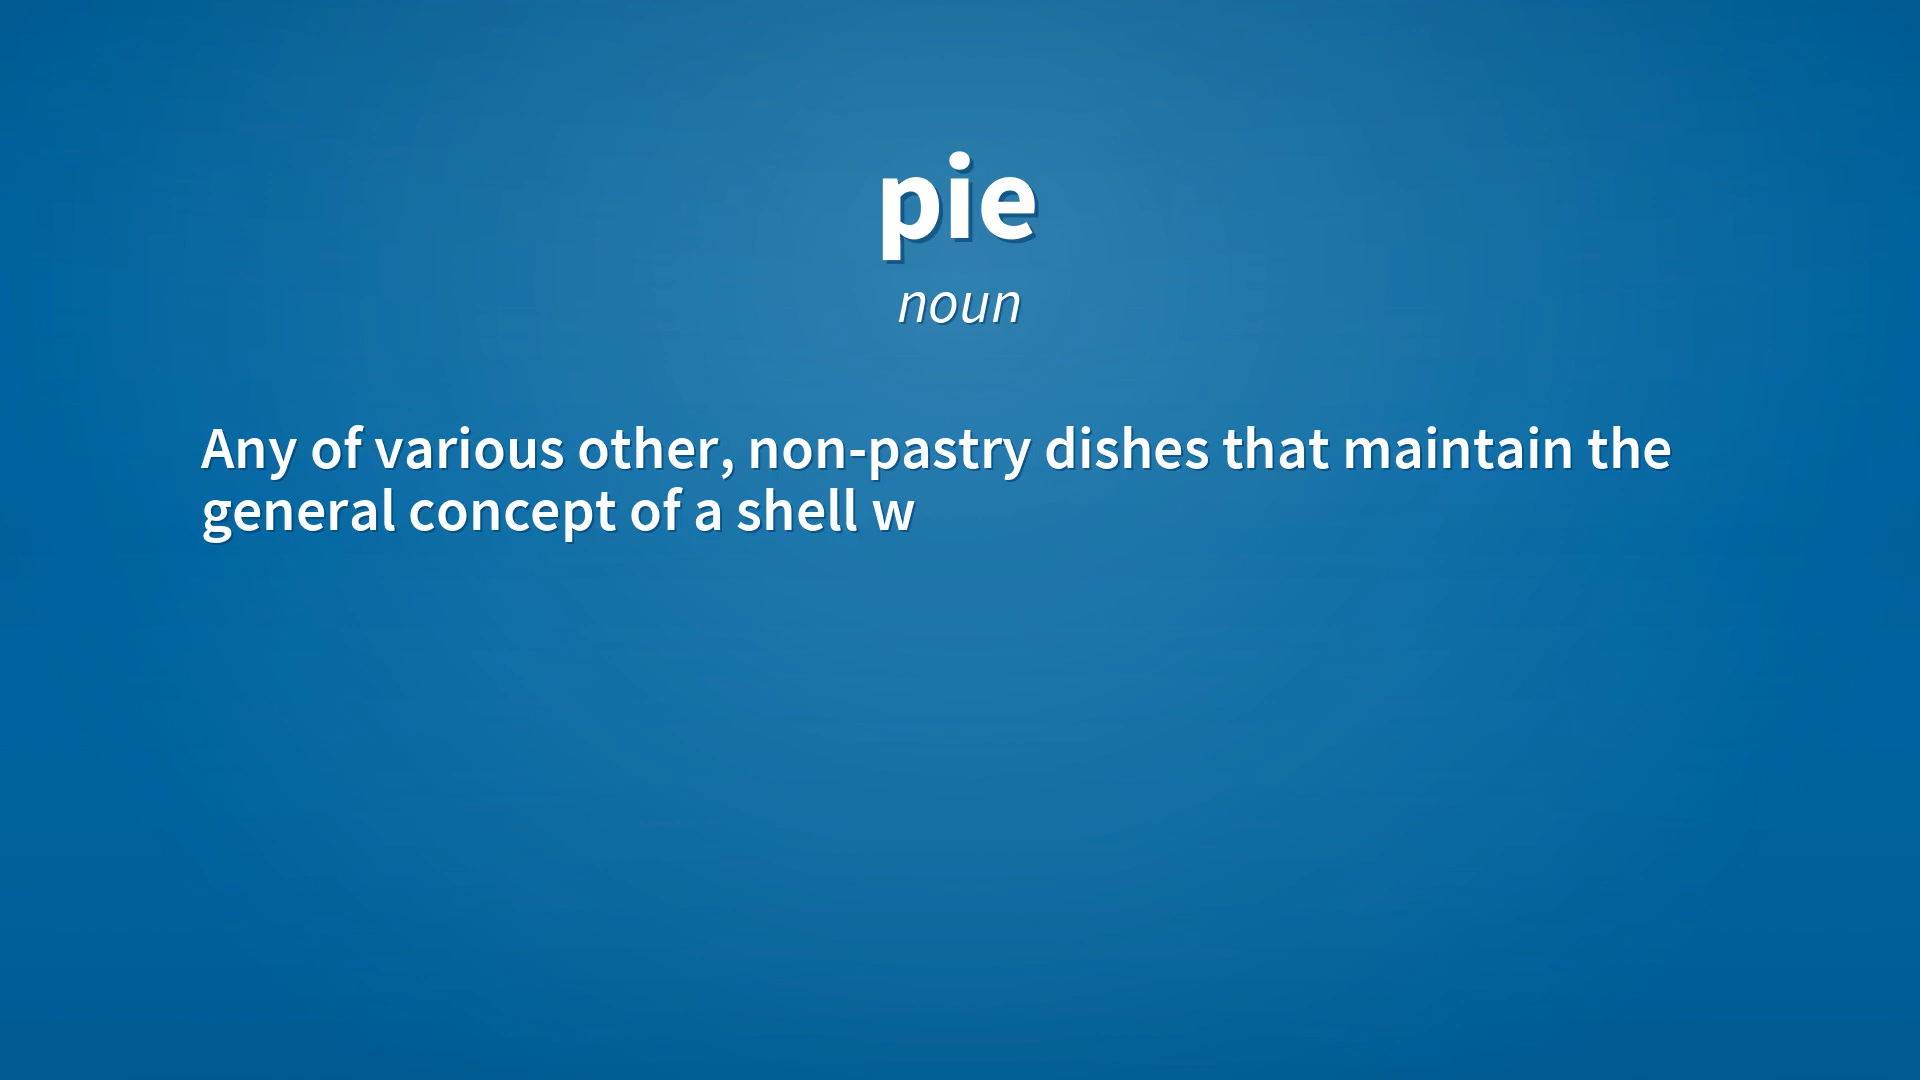 pie
noun
Any of various other, non-pastry dishes that maintain the
general concept of a shell w